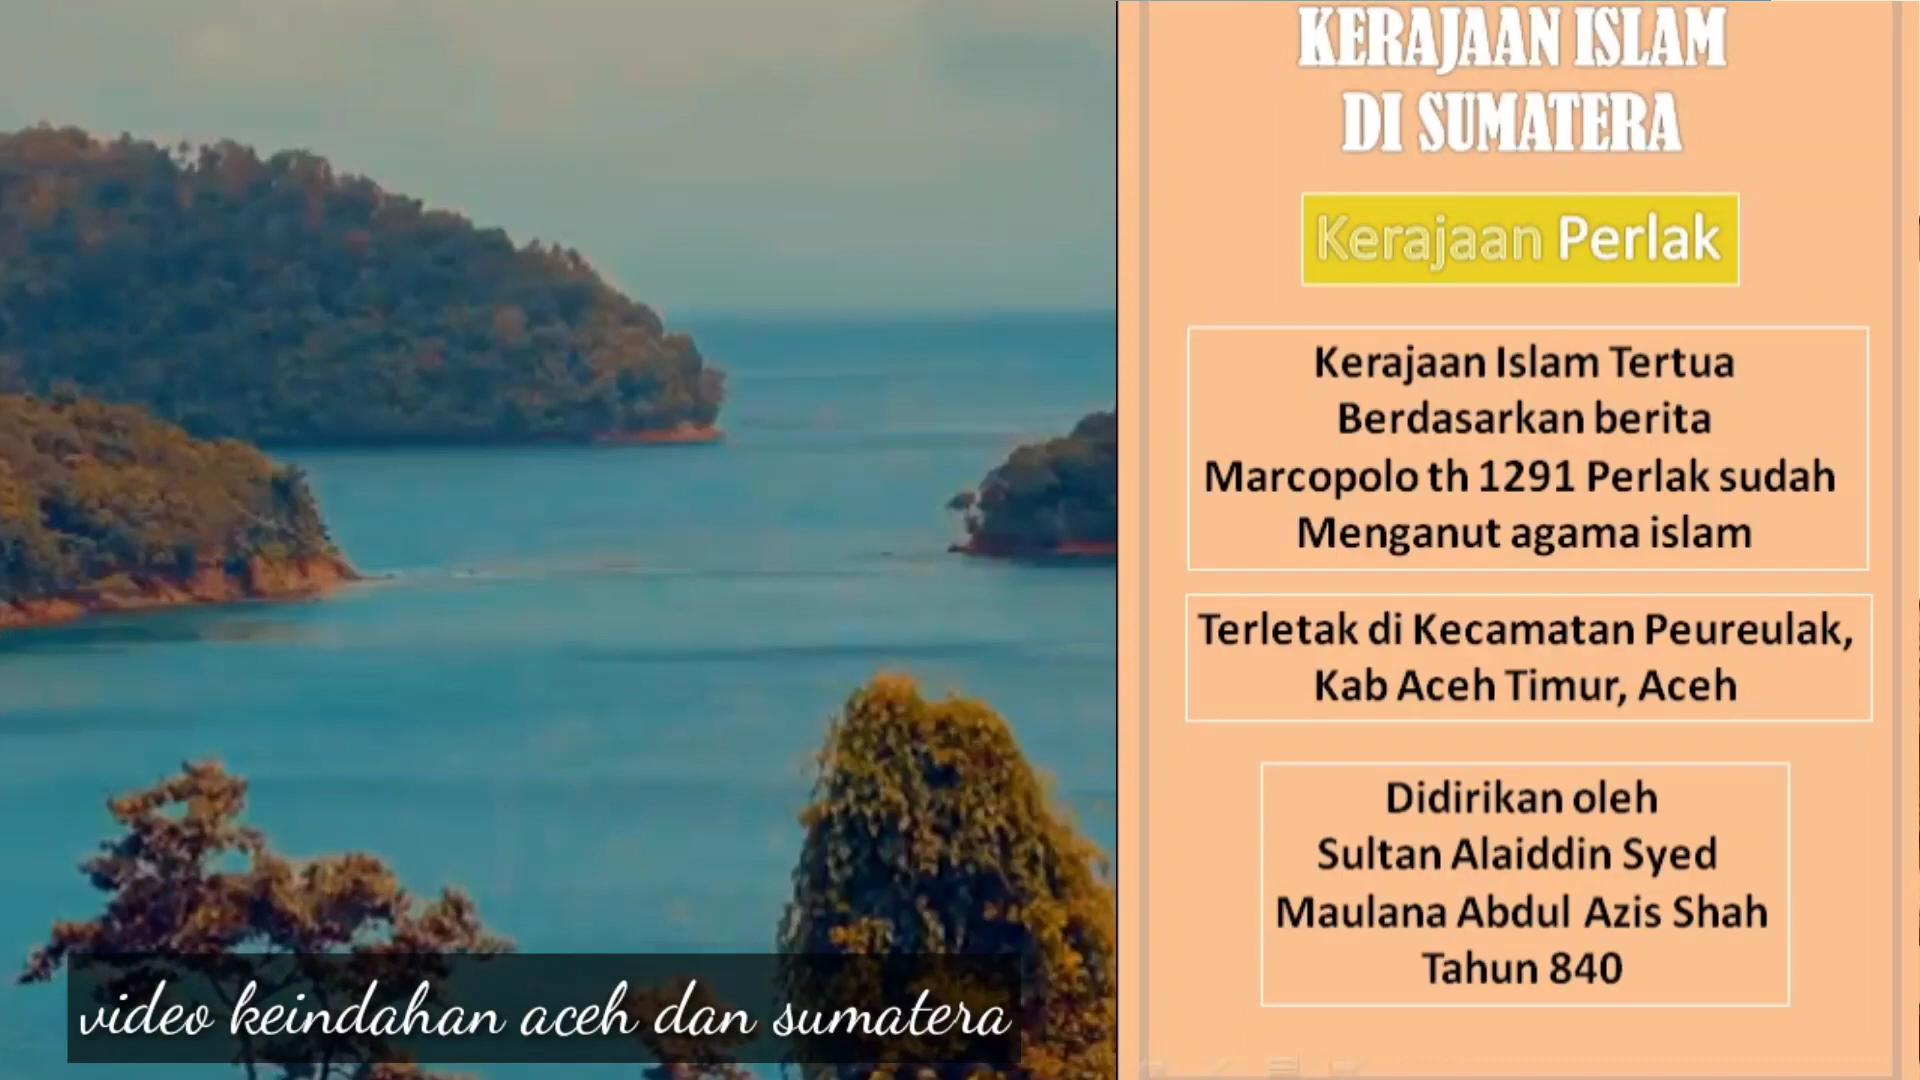 KERAJAAN ISLAM
DI SUMATERA
Kerajaan Perlak
Kerajaan Islam Tertua
Berdasarkan berita
Marcopolo th 1291 Perlak sudah
Menganut agama islam
Terletak di Kecamatan Peureulak,
Kab Aceh Timur, Aceh
Didirikan oleh
Sultan Alaiddin Syed
Maulana Abdul Azis Shah
Tahun 840
video keindahan aceh dan sumatera